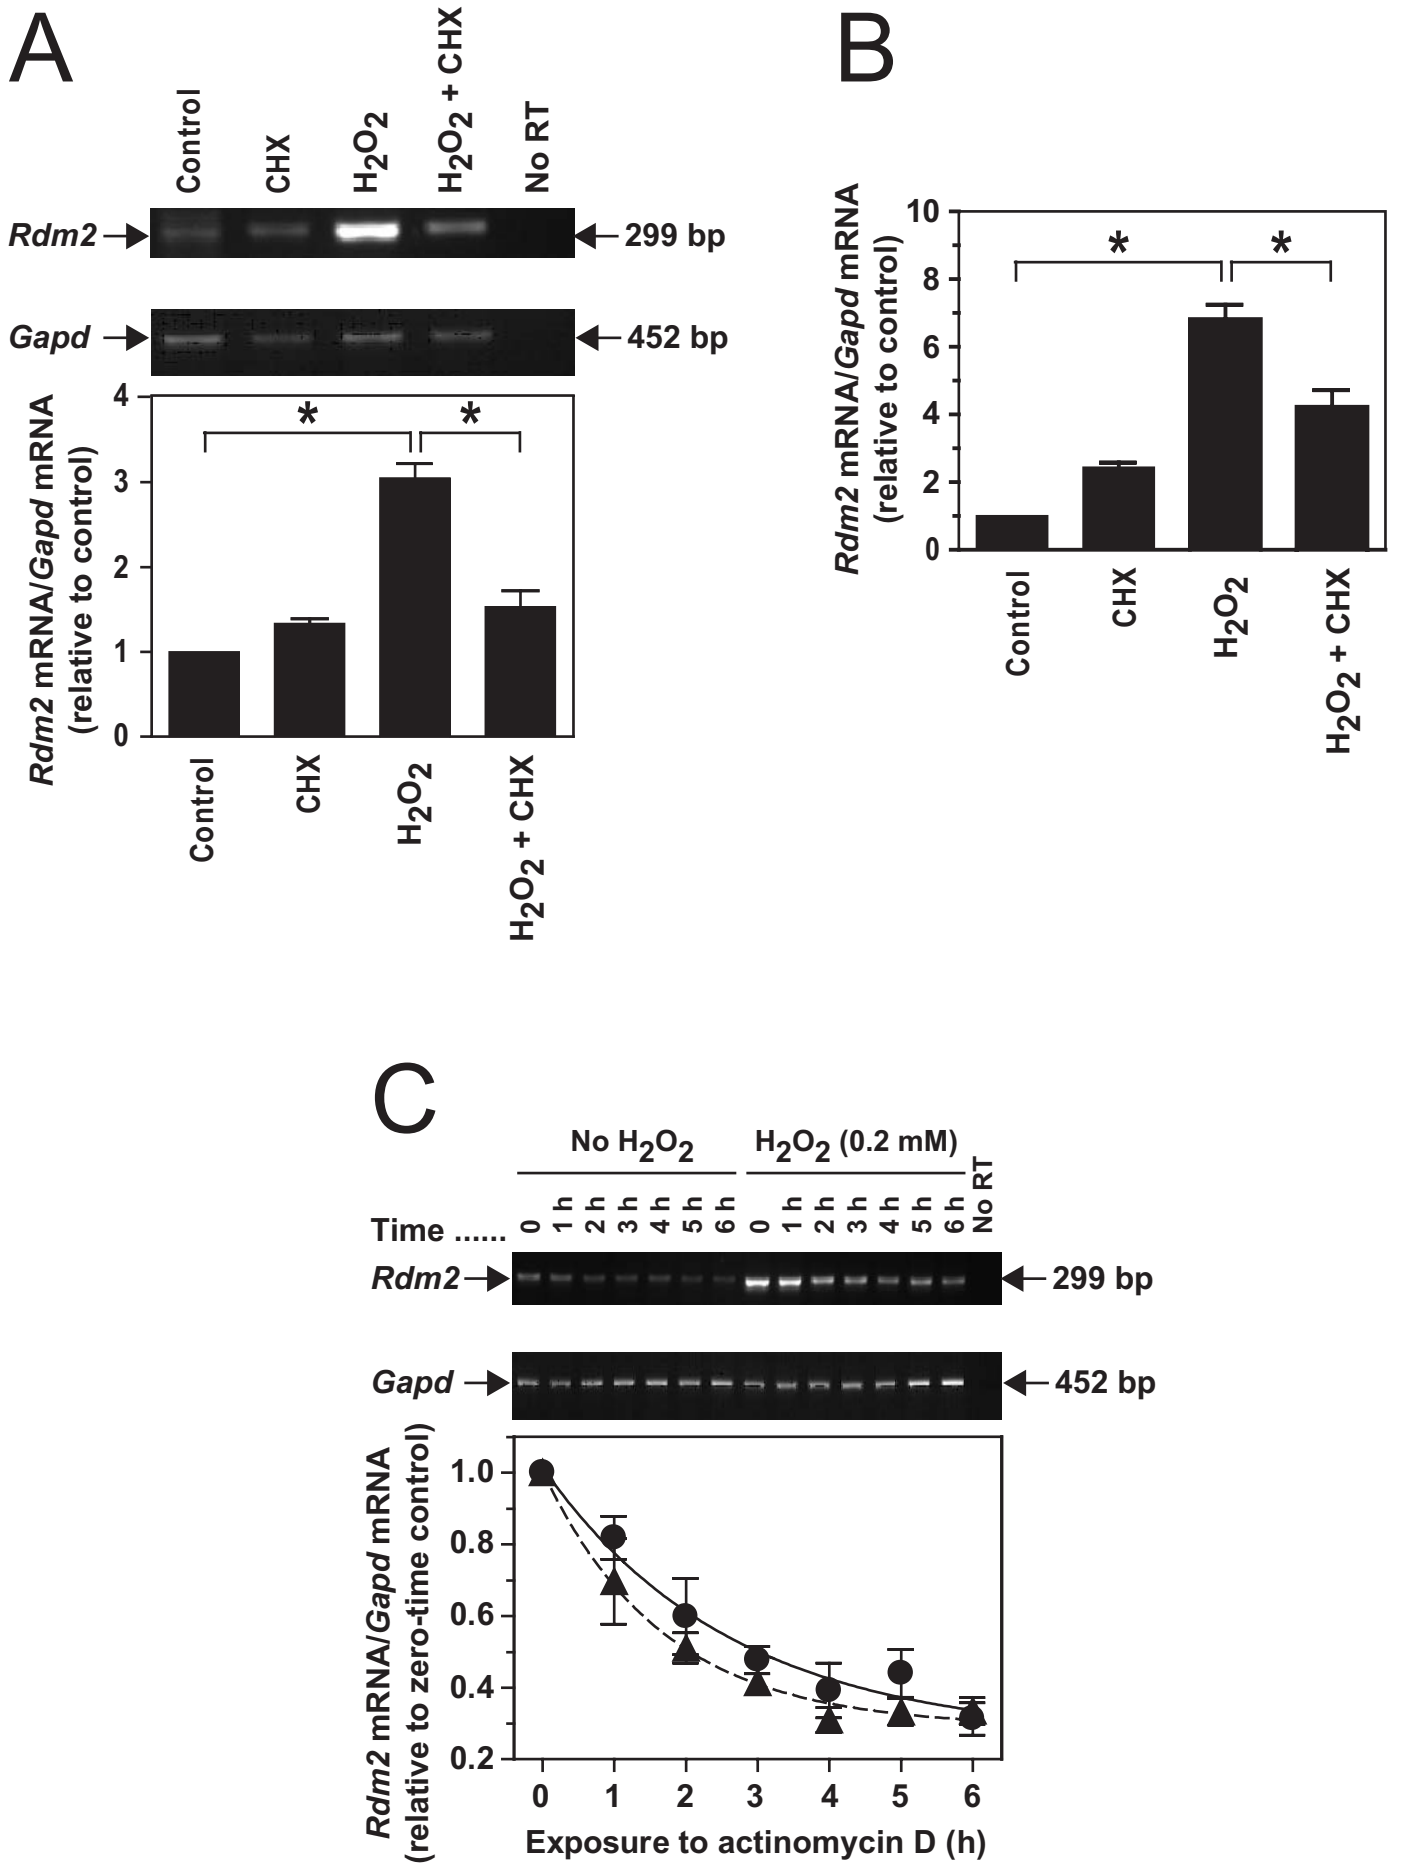 A
Control
CHX
H2O2
H2O2 + CHX
No RT
Rdm2
299 bp
Gapd
452 bp
Rdm2 mRNA/Gapd mRNA
(relative to control)
4
3
2
1
0
*
*
Control
CHX
H2O2
H2O2 + CHX
B
Rdm2 mRNA/Gapd mRNA
(relative to control)
10
8
6
4
2
0
*
*
Control
CHX
H2O2
H2O2 + CHX
C
No H2O2
H2O2 (0.2 mM)
Time ......
0 1 h 2 h 3 h 4 h 5 h 6 h 0 1 h 2 h 3 h 4 h 5 h 6 h No RT
Rdm2
299 bp
Gapd
452 bp
Rdm2 mRNA/Gapd mRNA
(relative to zero-time control)
1.0
0.8
0.6
0.4
0.2
0 1 2 3 4 5 6
Exposure to actinomycin D (h)